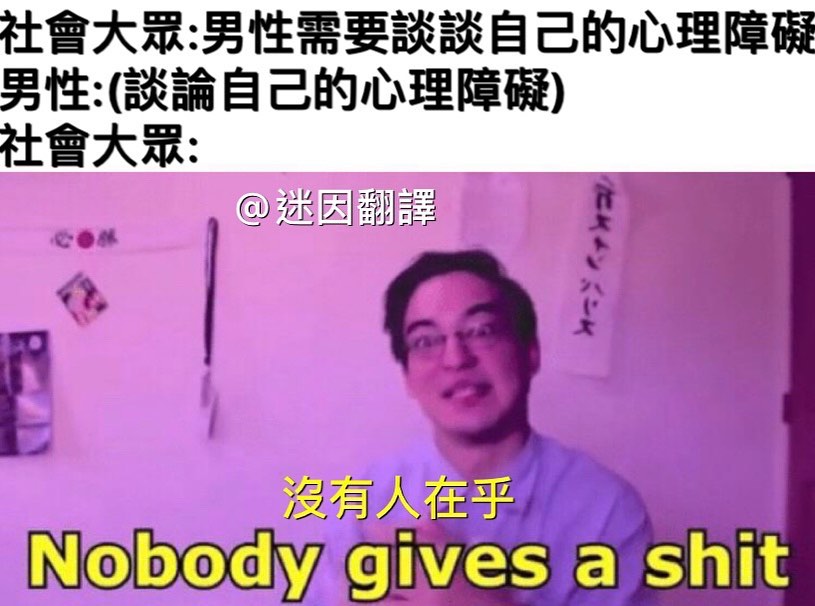 社會大眾:男性需要談談自己的心理障礙
男性:(談論自己的心理障礙)
社會大眾:
@迷因翻譯
沒有人在乎
Nobody gives a shit